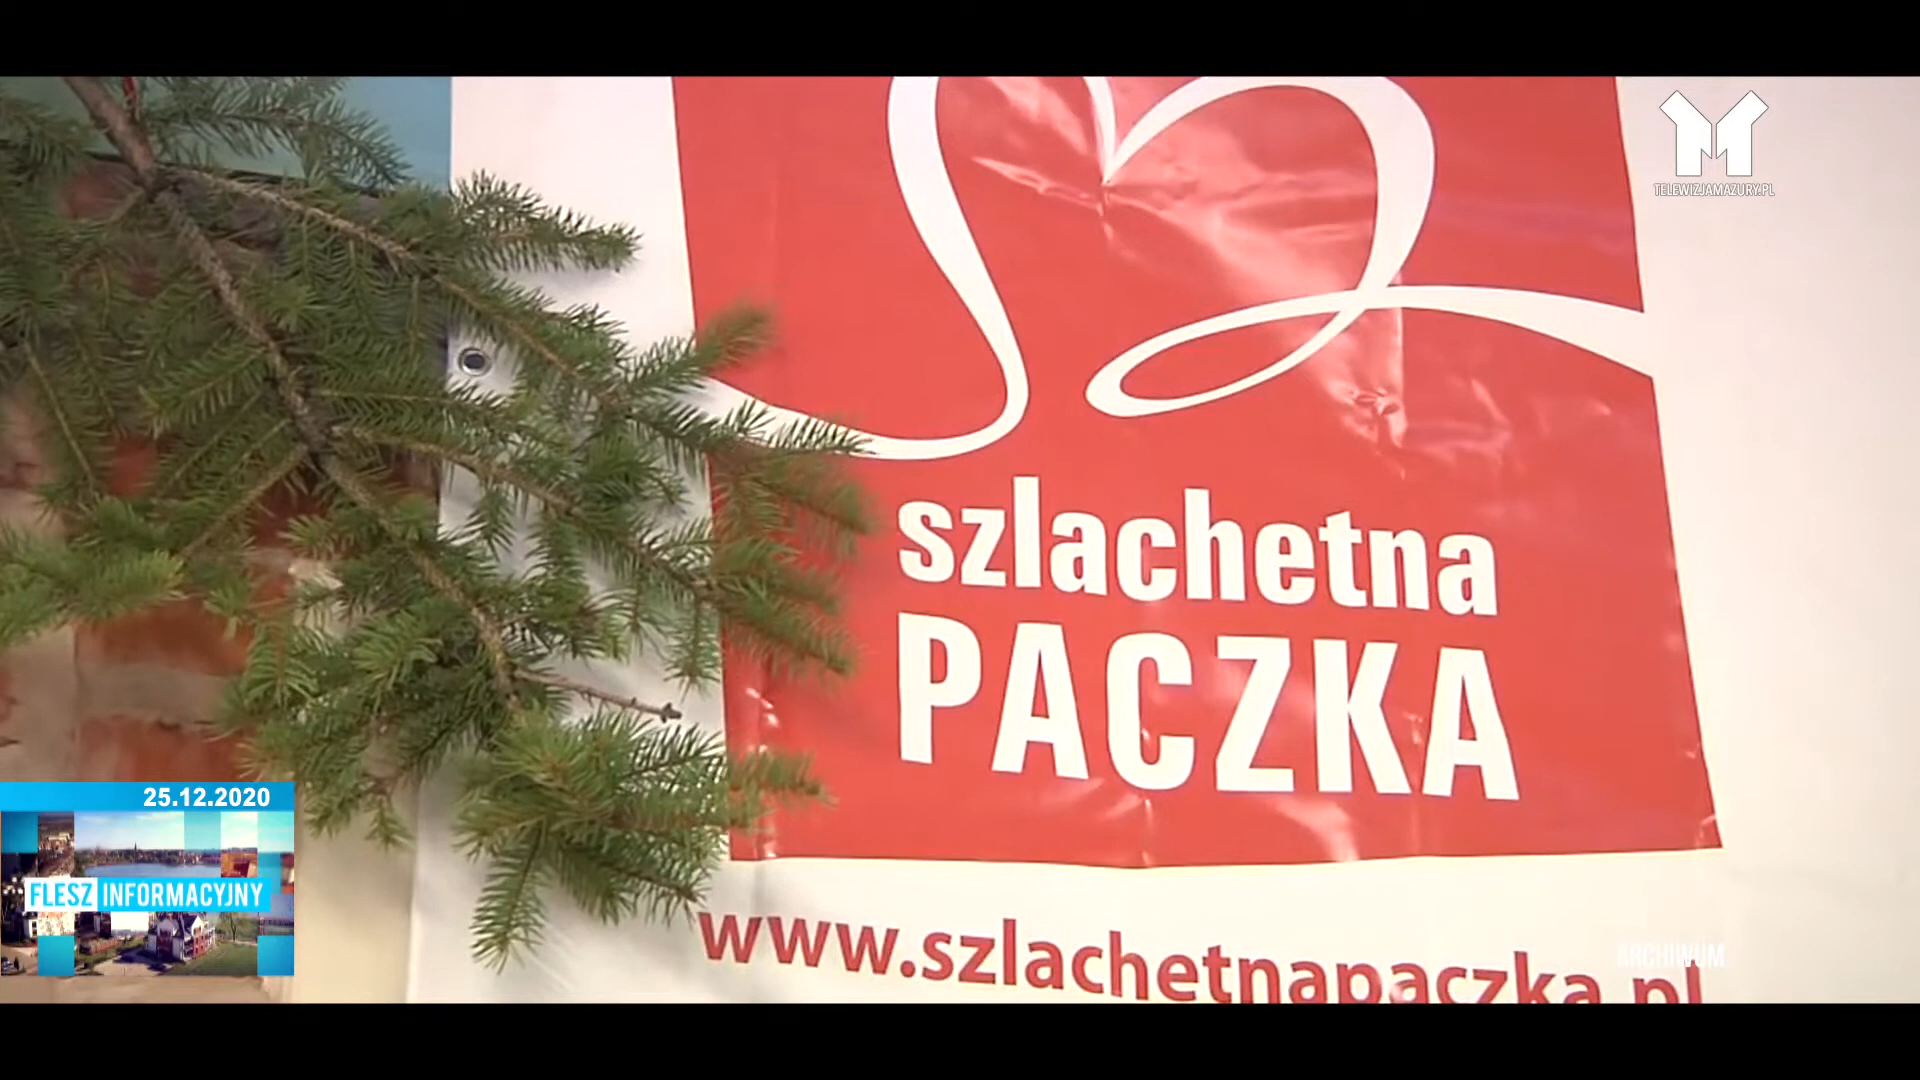 TELEWIZJAMAZURY.PL
szlachetna
PACZKA
25.12.2020
FLESZ INFORMACYJNY
www.szlachetnapaczka.pl
ARCHIWUM